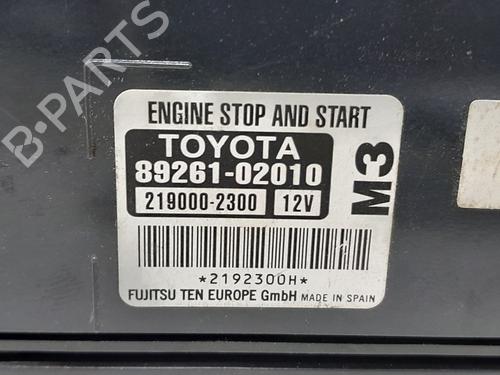 B-PARTS
ENGINE STOP AND START
TOYOTA
89261-02010
219000-2300 12V
M3
*2192300H*
FUJITSU TEN EUROPE GmbH MADE IN SPAIN